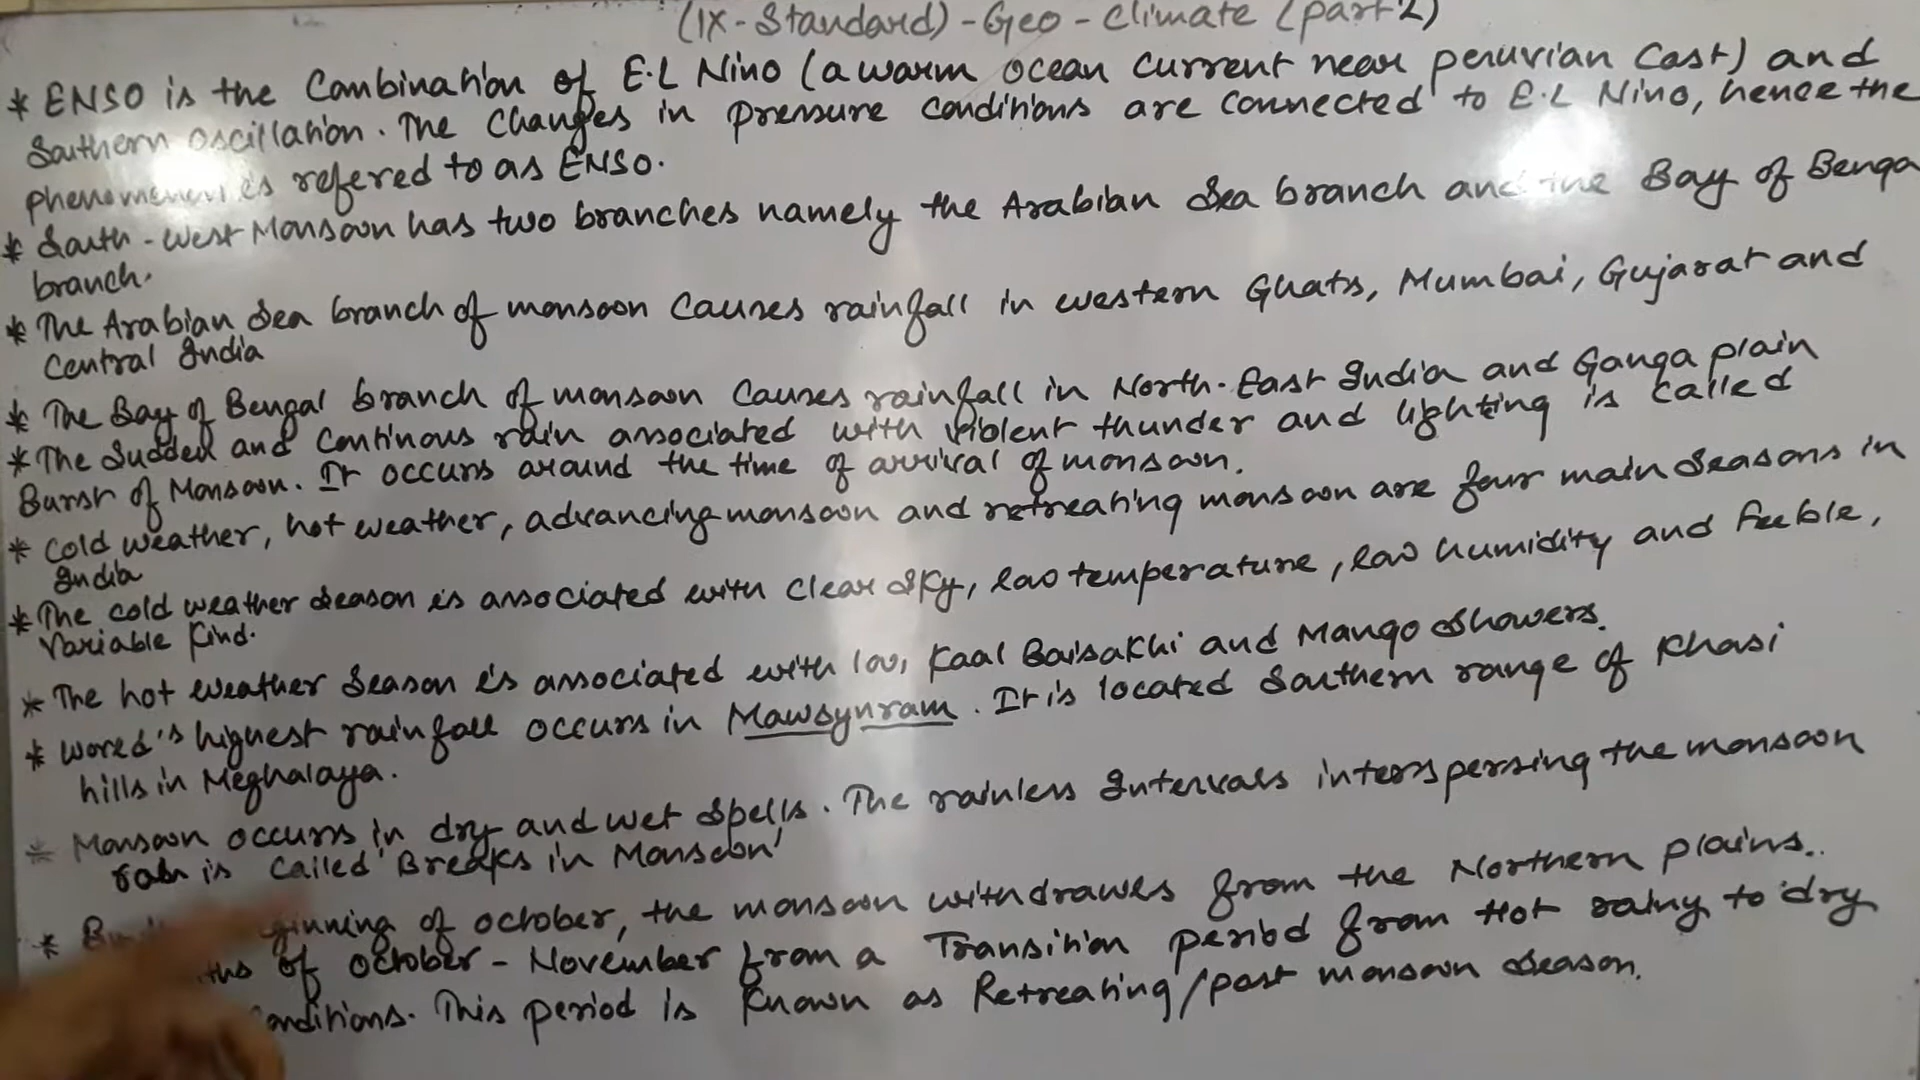 (IX-Standard)-Geo-Climate (part 2)
* ENSO is the Combination of E.L Nino (a warm ocean current near peruvian Cast) and
Southern oscillation. The Changes in pressure conditions are connected to E.L Nino, hence the
phenomenon is refered to as ENSO.
* South-West Monsoon has two branches namely the Arabian Sea branch and the Bay of Benga
branch.
* The Arabian Sea branch of monsoon Causes rainfall in western Ghats, Mumbai, Gujarat and
Central India
* The Bay of Bengal branch of monsoon Causes rainfall in North-East India and Ganga plain
* The Sudded and Continous rain associated with violent thunder and lighting is called
Burst of Monsoon. It occurs around the time of arrival of monsoon.
* Cold weather, hot weather, advancing monsoon and retreating monsoon are four main Seasons in
India
* The cold weather season is associated with Clear Sky, low temperature, low humidity and feeble,
Variable kind.
* The hot weather Season is associated with low, Kaal Baisakhi and Mango Showers.
* World's highest rainfall occurs in Mawsynram. It is located Southern range of Khasi
hills in Meghalaya.
* Monsoon occurs in dry and wet Spells. The rainless Intervals interspersing the monsoon
rain is Called 'Breaks in Monsoon'
* beginning of October, the monsoon withdrawes from the Northern plains..
of October - November from a Transition period from Hot rainy to dry
Conditions. This period is Known as Retreating/post monsoon Season.